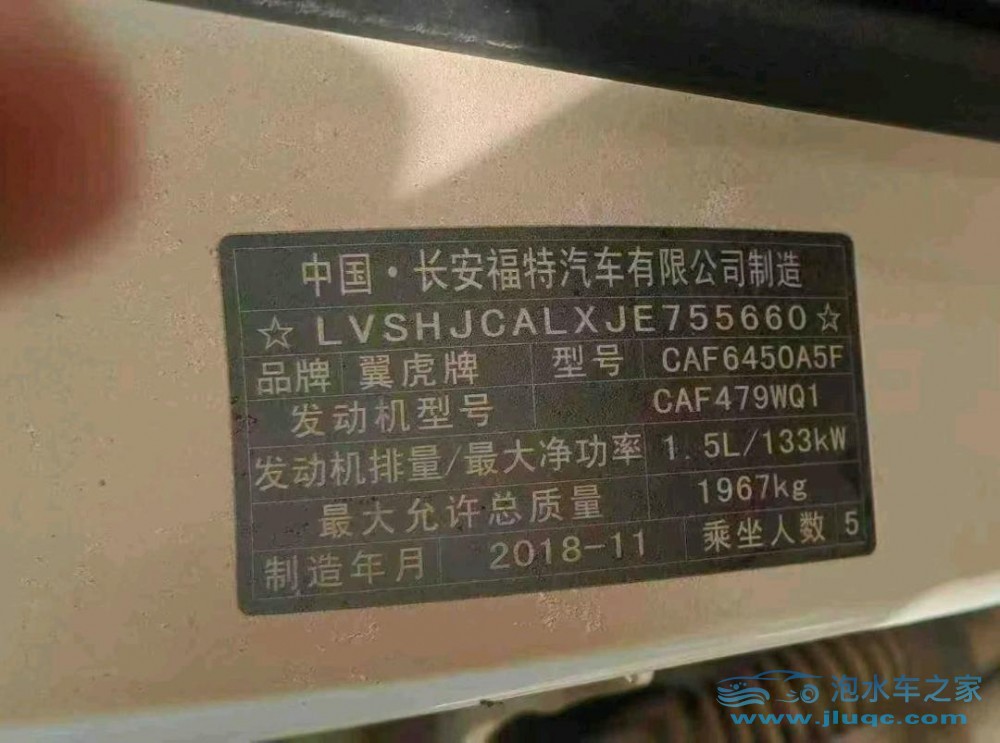 中国·长安福特汽车有限公司制造
☆LVSHJCALXJE755660☆
品牌 翼虎牌 型号 CAF6450A5F
发动机型号 CAF479WQ1
发动机排量/最大净功率 1.5L/133kW
最大允许总质量 1967kg
制造年月 2018-11 乘坐人数 5
泡水车之家
www.jluqc.com